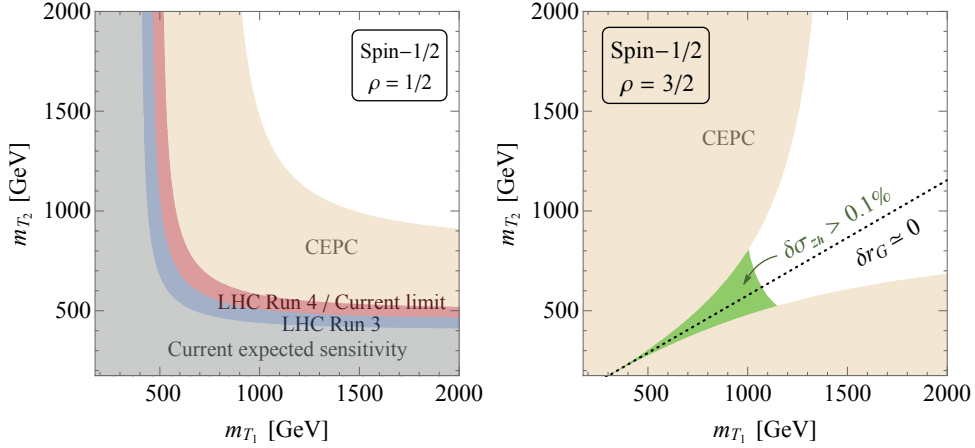 2000
1500
1000
500
m_{T_2} [GeV]
Spin−1/2
ρ = 1/2
CEPC
LHC Run 4 / Current limit
LHC Run 3
Current expected sensitivity
500 1000 1500 2000
m_{T_1} [GeV]
2000
1500
1000
500
m_{T_2} [GeV]
Spin−1/2
ρ = 3/2
CEPC
δσ_{zh} > 0.1%
δr_G ≃ 0
500 1000 1500 2000
m_{T_1} [GeV]